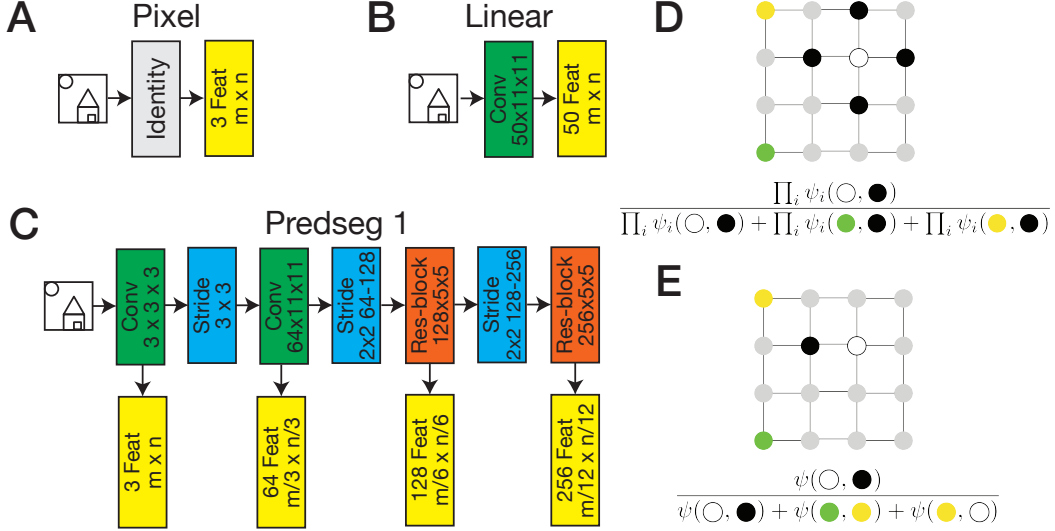 A
Pixel
Identity
3 Feat
m x n
B
Linear
Conv
50x11x11
50 Feat
m x n
C
Predseg 1
Conv
3 x 3 x 3
Stride
3 x 3
Conv
64x11x11
Stride
2x2 64-128
Res-block
128x5x5
Stride
2x2 128-256
Res-block
256x5x5
3 Feat
m x n
64 Feat
m/3 x n/3
128 Feat
m/6 x n/6
256 Feat
m/12 x n/12
D
∏i ψi(○, ●)
∏i ψi(○, ●) + ∏i ψi(●, ●) + ∏i ψi(●, ●)
E
ψ(○, ●)
ψ(○, ●) + ψ(●, ●) + ψ(●, ○)